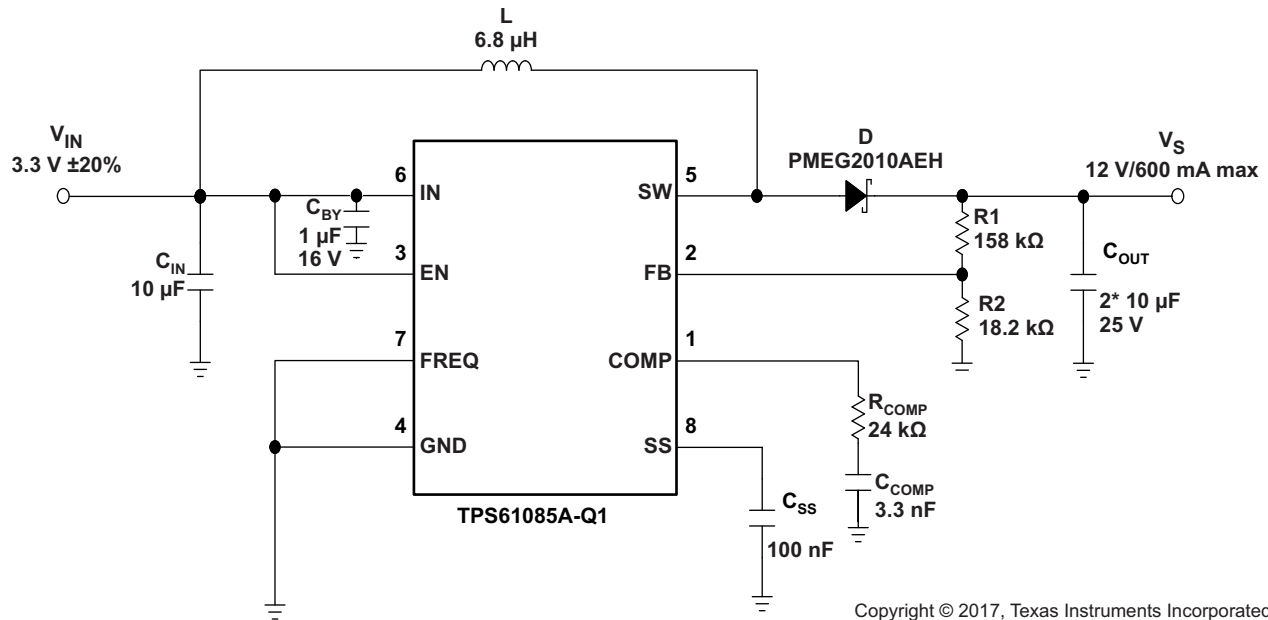 L
6.8 µH
V_IN
3.3 V ±20%
D
PMEG2010AEH
V_S
12 V/600 mA max
6
IN
SW
5
C_BY
1 µF
16 V
R1
158 kΩ
3
EN
FB
2
C_IN
10 µF
C_OUT
2* 10 µF
25 V
R2
18.2 kΩ
7
FREQ
COMP
1
R_COMP
24 kΩ
4
GND
SS
8
C_COMP
3.3 nF
C_SS
100 nF
TPS61085A-Q1
Copyright © 2017, Texas Instruments Incorporated